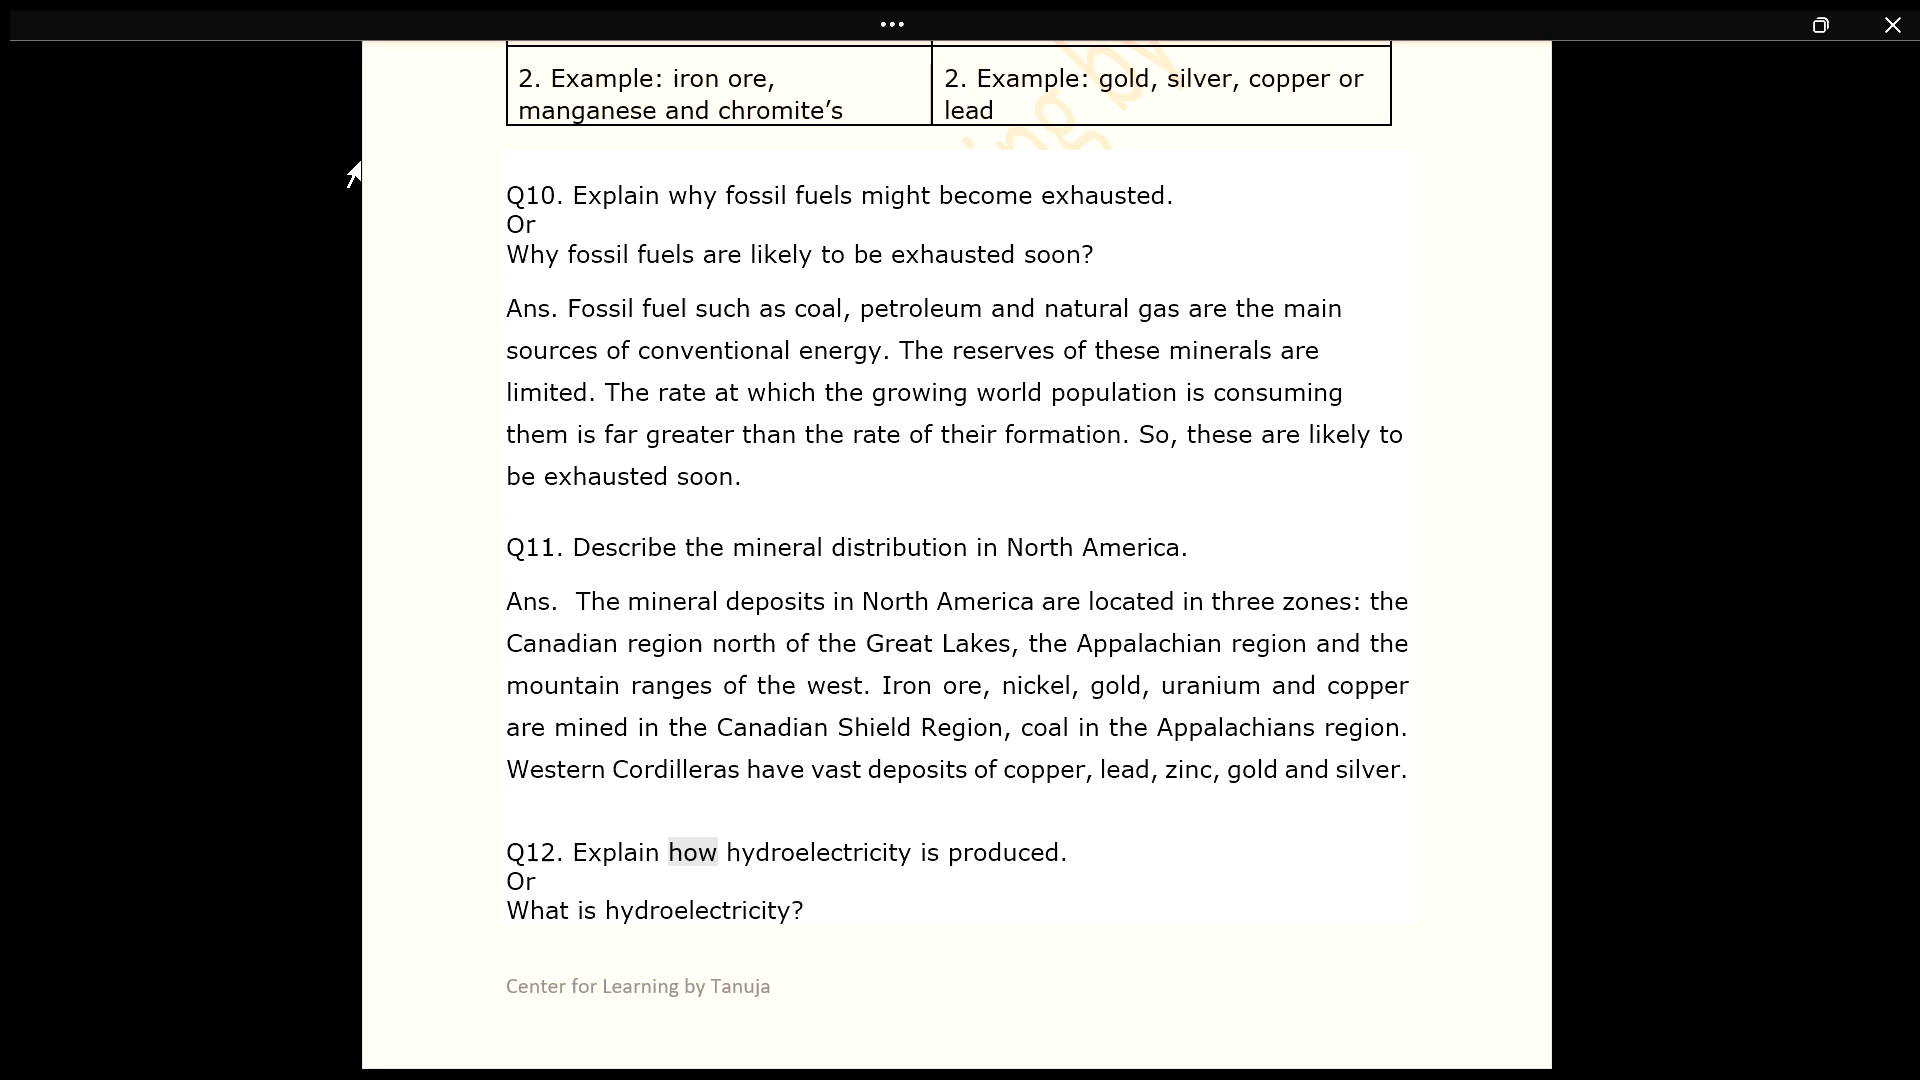 2. Example: iron ore,
manganese and chromite’s
2. Example: gold, silver, copper or
lead
ing by
Q10. Explain why fossil fuels might become exhausted.
Or
Why fossil fuels are likely to be exhausted soon?
Ans. Fossil fuel such as coal, petroleum and natural gas are the main
sources of conventional energy. The reserves of these minerals are
limited. The rate at which the growing world population is consuming
them is far greater than the rate of their formation. So, these are likely to
be exhausted soon.
Q11. Describe the mineral distribution in North America.
Ans.  The mineral deposits in North America are located in three zones: the
Canadian region north of the Great Lakes, the Appalachian region and the
mountain ranges of the west. Iron ore, nickel, gold, uranium and copper
are mined in the Canadian Shield Region, coal in the Appalachians region.
Western Cordilleras have vast deposits of copper, lead, zinc, gold and silver.
Q12. Explain how hydroelectricity is produced.
Or
What is hydroelectricity?
Center for Learning by Tanuja